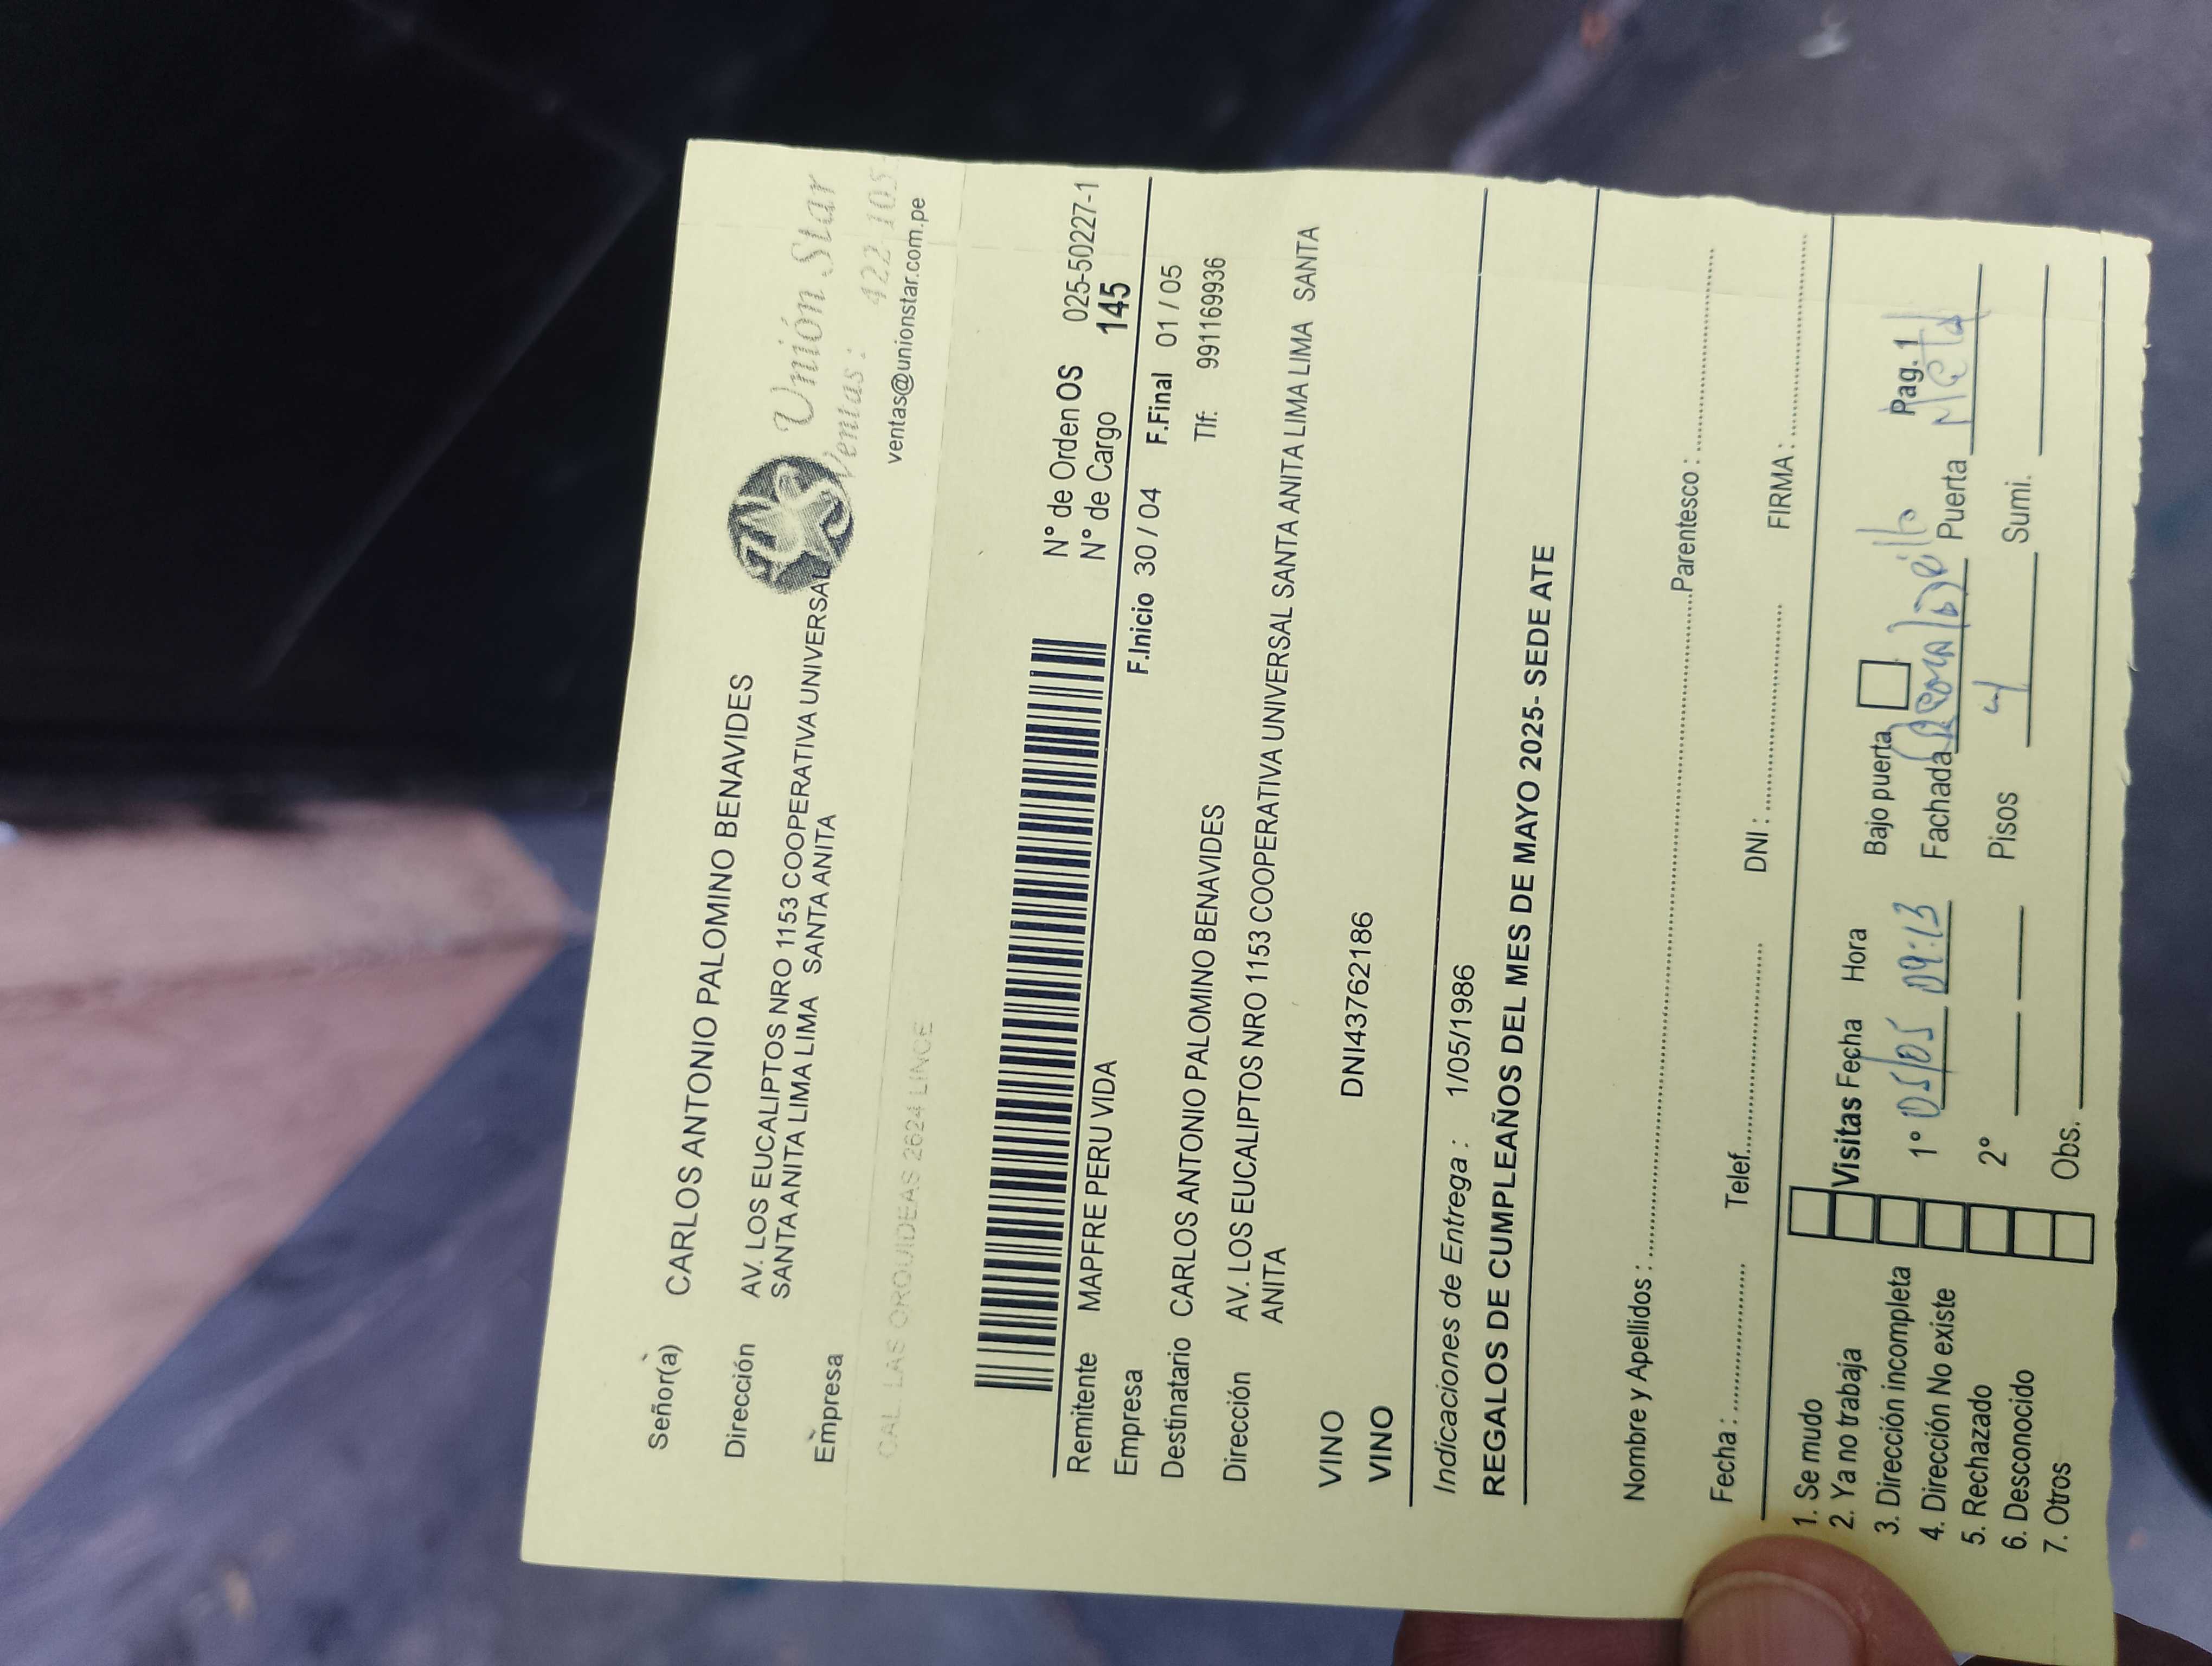 Señor(a) CARLOS ANTONIO PALOMINO BENAVIDES
Dirección AV. LOS EUCALIPTOS NRO 1153 COOPERATIVA UNIVERSAL
SANTA ANITA LIMA LIMA SANTA ANITA
Empresa
Unión Star
Ventas:
ventas@unionstar.com.pe
CAL. LAS ORQUIDEAS 2624 LINCE
N° de Orden OS 025-50227-1
N° de Cargo 145
Remitente MAPFRE PERU VIDA
F.Inicio 30 / 04 F.Final 01 / 05
Empresa
Tlf: 991169936
Destinatario CARLOS ANTONIO PALOMINO BENAVIDES
Dirección AV. LOS EUCALIPTOS NRO 1153 COOPERATIVA UNIVERSAL SANTA ANITA LIMA LIMA SANTA
ANITA
VINO DNI43762186
VINO
Indicaciones de Entrega : 1/05/1986
REGALOS DE CUMPLEAÑOS DEL MES DE MAYO 2025- SEDE ATE
Nombre y Apellidos : Parentesco :
Fecha : Telef. DNI : FIRMA :
1. Se mudo
2. Ya no trabaja
3. Dirección incompleta
4. Dirección No existe
5. Rechazado
6. Desconocido
7. Otros
Visitas Fecha Hora Bajo puerta Pag. 1
1° 05/05 09:13 Fachada Puerta
2° Pisos 4 Sumi.
Obs.